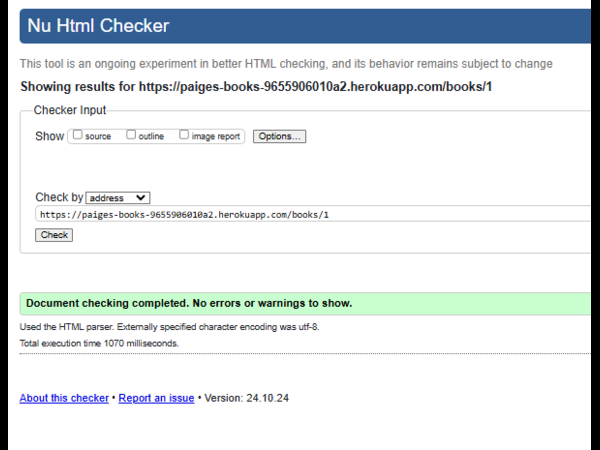 Nu Html Checker
This tool is an ongoing experiment in better HTML checking, and its behavior remains subject to change
Showing results for https://paiges-books-9655906010a2.herokuapp.com/books/1
Checker Input
Show source outline image report Options...
Check by address
https://paiges-books-9655906010a2.herokuapp.com/books/1
Check
Document checking completed. No errors or warnings to show.
Used the HTML parser. Externally specified character encoding was utf-8.
Total execution time 1070 milliseconds.
About this checker • Report an issue • Version: 24.10.24